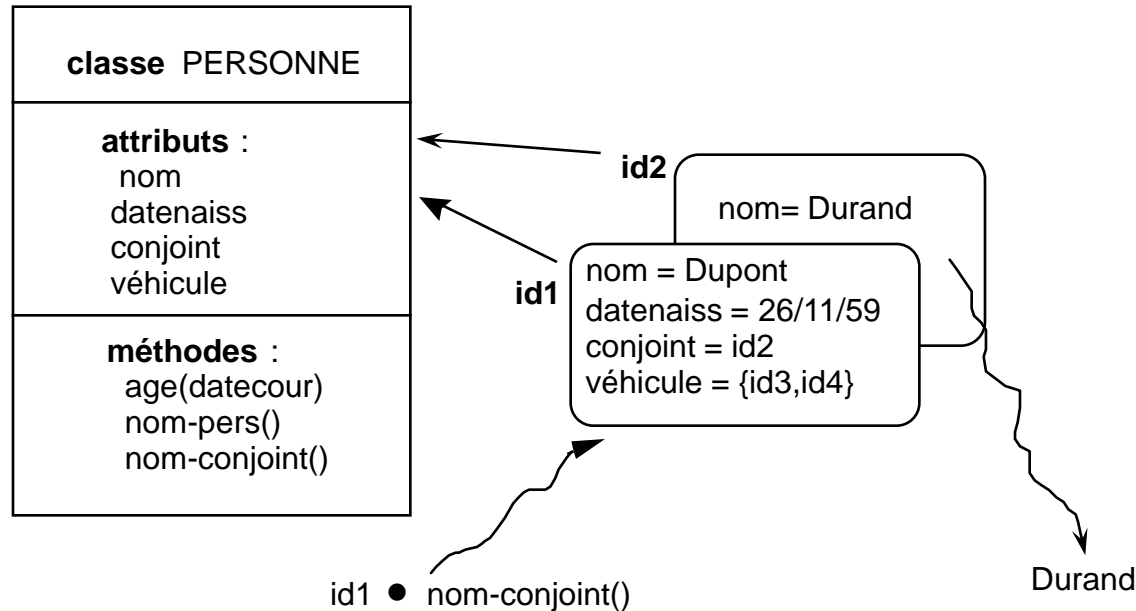 classe PERSONNE
attributs :
nom
datenaiss
conjoint
véhicule
méthodes :
age(datecour)
nom-pers()
nom-conjoint()
id2
nom= Durand
id1
nom = Dupont
datenaiss = 26/11/59
conjoint = id2
véhicule = {id3,id4}
id1 ● nom-conjoint()
Durand